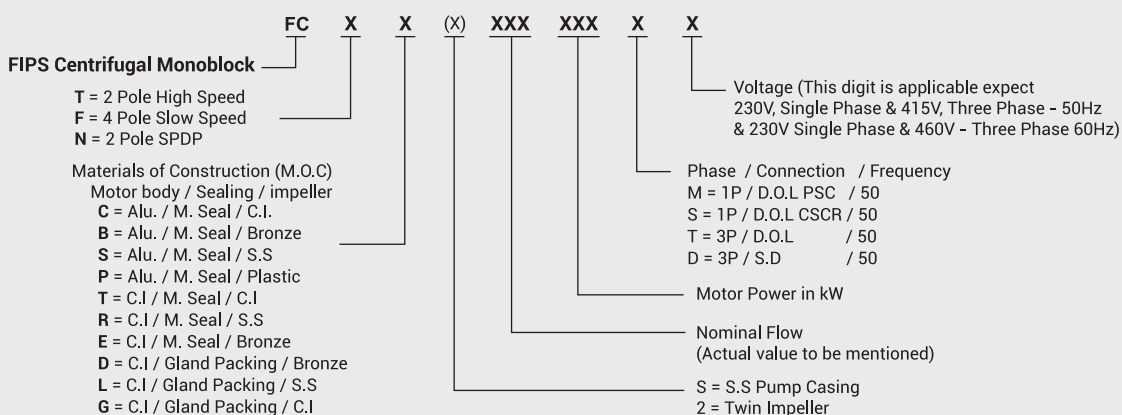 FC X X (X) XXX XXX X X
FIPS Centrifugal Monoblock
T = 2 Pole High Speed
F = 4 Pole Slow Speed
N = 2 Pole SPDP
Materials of Construction (M.O.C)
Motor body / Sealing / impeller
C = Alu. / M. Seal / C.I.
B = Alu. / M. Seal / Bronze
S = Alu. / M. Seal / S.S
P = Alu. / M. Seal / Plastic
T = C.I / M. Seal / C.I
R = C.I / M. Seal / S.S
E = C.I / M. Seal / Bronze
D = C.I / Gland Packing / Bronze
L = C.I / Gland Packing / S.S
G = C.I / Gland Packing / C.I
Voltage (This digit is applicable expect
230V, Single Phase & 415V, Three Phase - 50Hz
& 230V Single Phase & 460V - Three Phase 60Hz)
Phase / Connection / Frequency
M = 1P / D.O.L PSC / 50
S = 1P / D.O.L CSCR / 50
T = 3P / D.O.L / 50
D = 3P / S.D / 50
Motor Power in kW
Nominal Flow
(Actual value to be mentioned)
S = S.S Pump Casing
2 = Twin Impeller